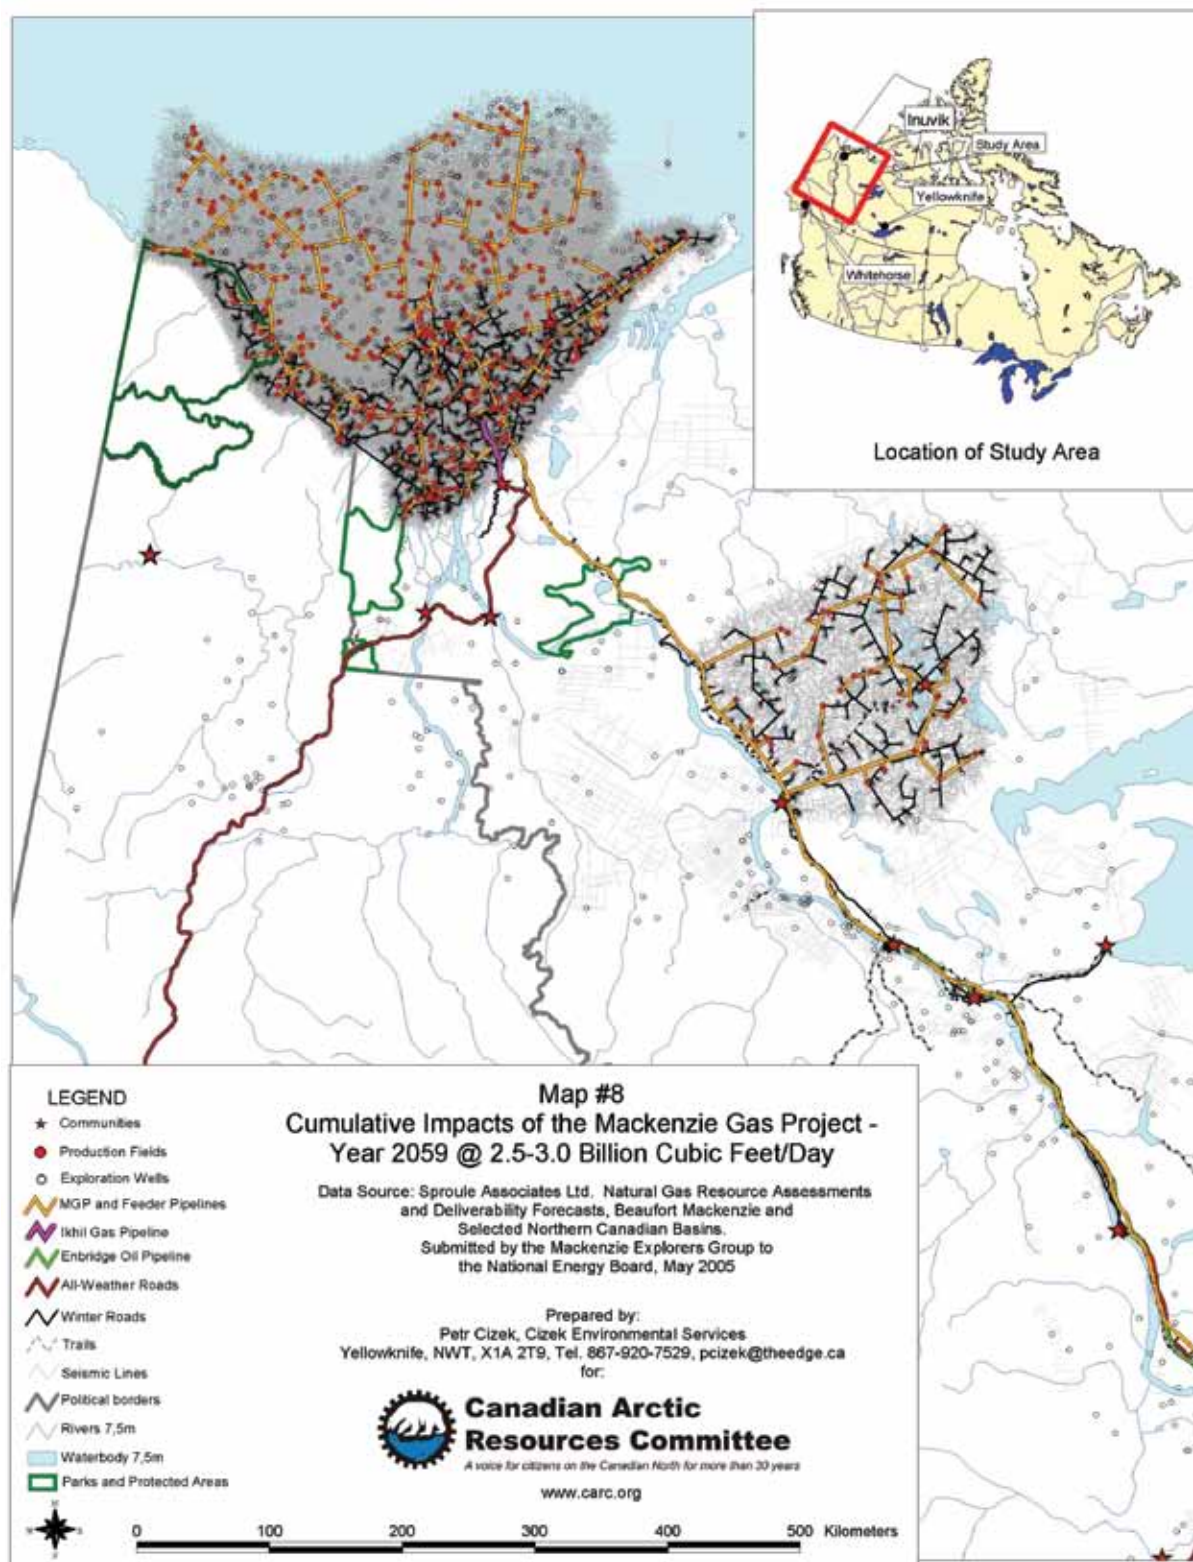 Inuvik
Study Area
Yellowknife
Whitehorse
Location of Study Area
LEGEND
Communities
Production Fields
Exploration Wells
MGP and Feeder Pipelines
Ikhil Gas Pipeline
Enbridge Oil Pipeline
All-Weather Roads
Winter Roads
Trails
Seismic Lines
Political borders
Rivers 7,5m
Waterbody 7,5m
Parks and Protected Areas
Map #8
Cumulative Impacts of the Mackenzie Gas Project -
Year 2059 @ 2.5-3.0 Billion Cubic Feet/Day
Data Source: Sproule Associates Ltd. Natural Gas Resource Assessments
and Deliverability Forecasts, Beaufort Mackenzie and
Selected Northern Canadian Basins.
Submitted by the Mackenzie Explorers Group to
the National Energy Board, May 2005
Prepared by:
Petr Cizek, Cizek Environmental Services
Yellowknife, NWT, X1A 2T9, Tel. 867-920-7529, pcizek@theedge.ca
for:
Canadian Arctic
Resources Committee
A voice for citizens on the Canadian North for more than 30 years
www.carc.org
0 100 200 300 400 500 Kilometers